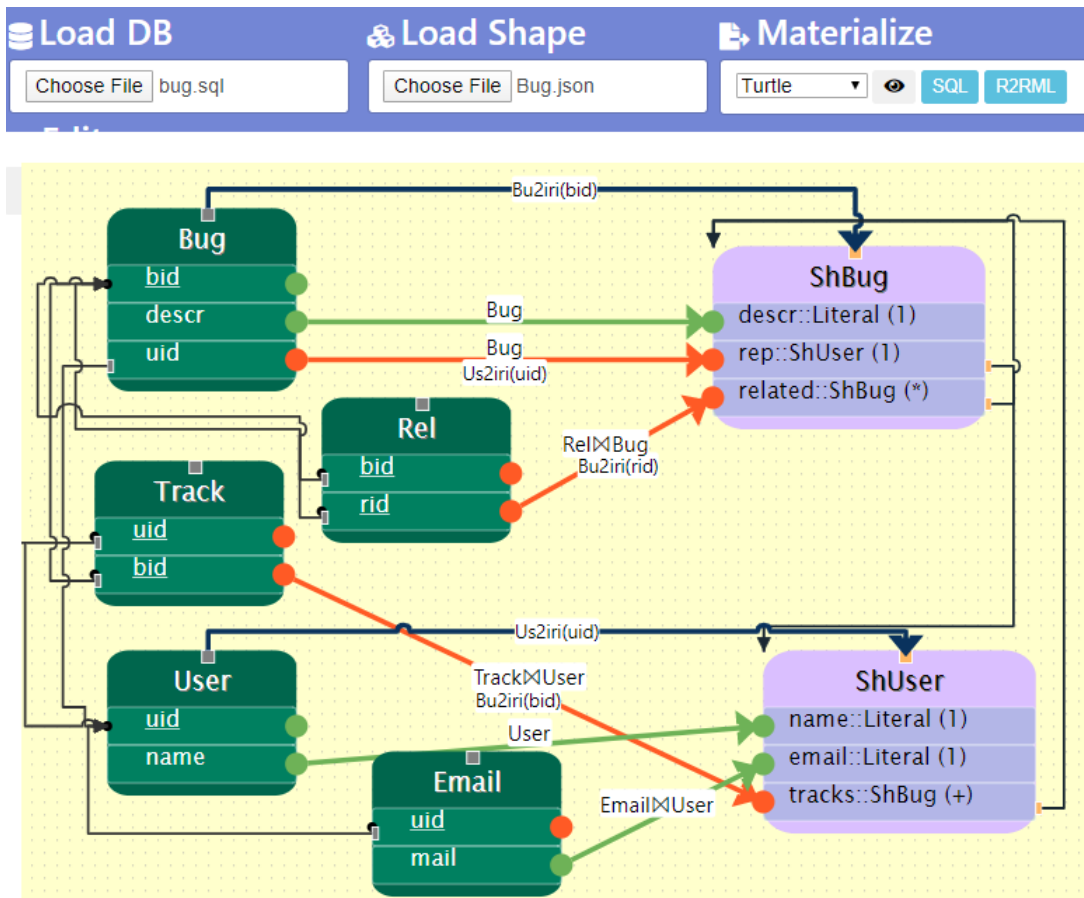 Load DB
Load Shape
Materialize
Choose File bug.sql
Choose File Bug.json
Turtle
SQL
R2RML
Bu2iri(bid)
Bug
bid
descr
uid
ShBug
descr::Literal (1)
rep::ShUser (1)
related::ShBug (*)
Bug
Bug
Us2iri(uid)
Rel
bid
rid
Rel⋈Bug
Bu2iri(rid)
Track
uid
bid
Us2iri(uid)
Track⋈User
Bu2iri(bid)
User
uid
name
User
ShUser
name::Literal (1)
email::Literal (1)
tracks::ShBug (+)
Email
uid
mail
Email⋈User